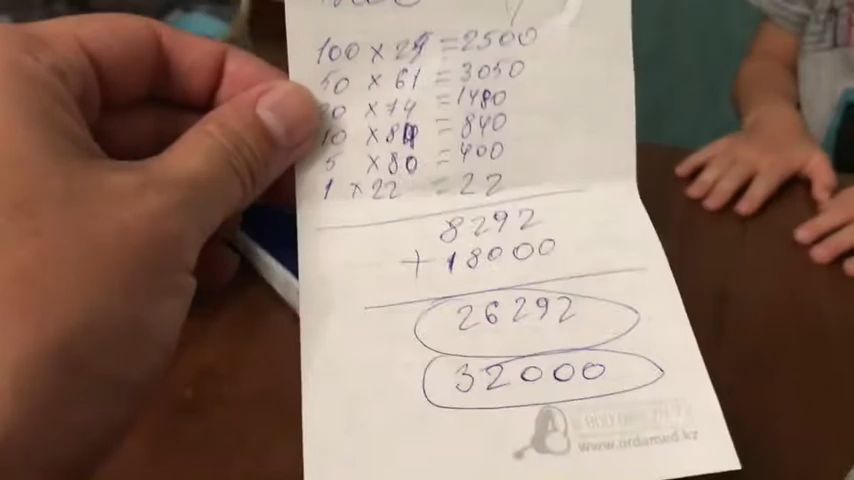 100 x 25 = 2500
50 x 61 = 3050
20 x 74 = 1480
10 x 84 = 840
5 x 80 = 400
1 x 22 = 22
8292
+ 18000
26292
32000
www.ordamed.kz